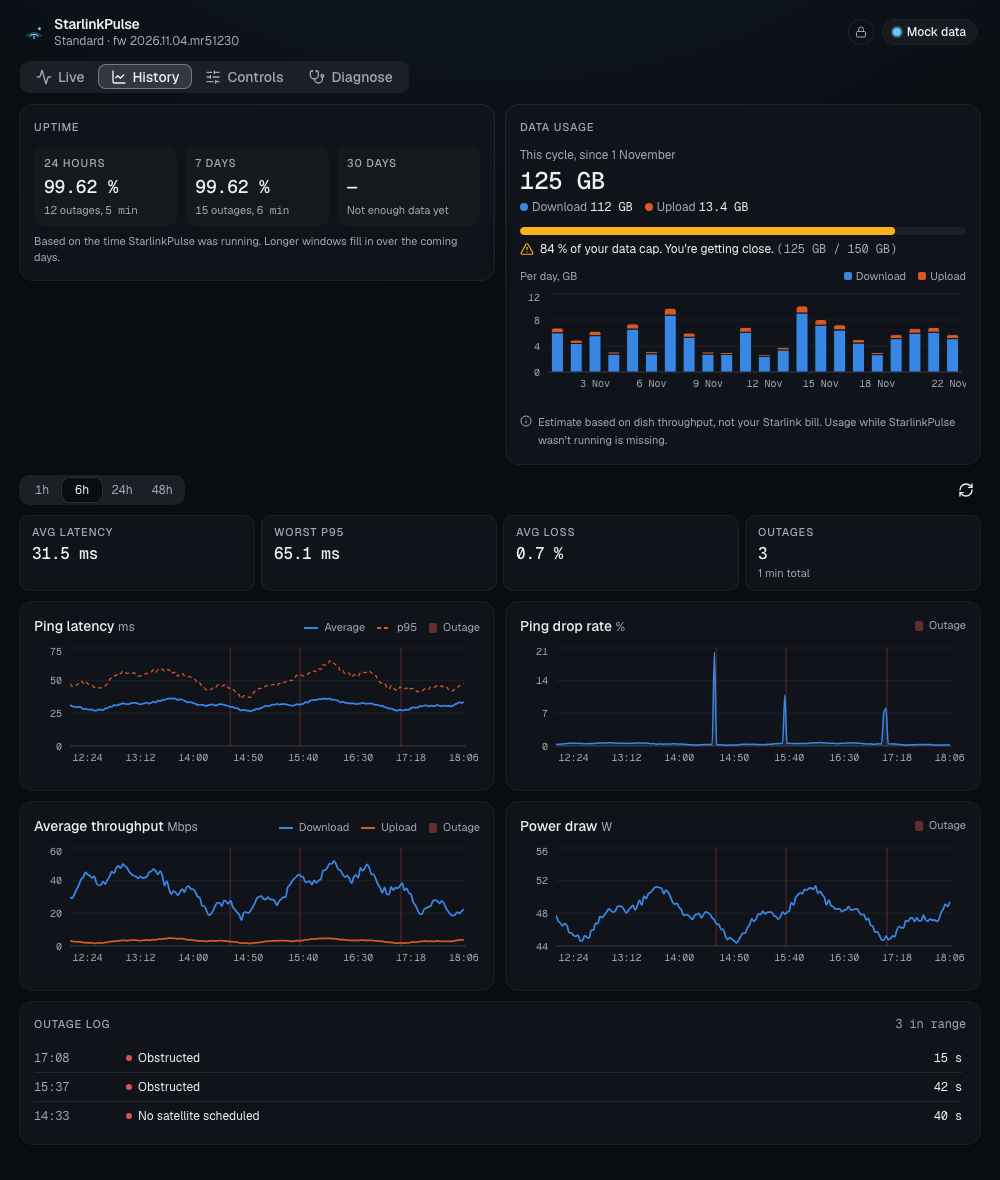 StarlinkPulse
Standard · fw 2026.11.04.mr51230
Mock data
Live
History
Controls
Diagnose
UPTIME
24 HOURS
99.62 %
12 outages, 5 min
7 DAYS
99.62 %
15 outages, 6 min
30 DAYS
–
Not enough data yet
Based on the time StarlinkPulse was running. Longer windows fill in over the coming
days.
DATA USAGE
This cycle, since 1 November
125 GB
Download 112 GB Upload 13.4 GB
84 % of your data cap. You're getting close. (125 GB / 150 GB)
Per day, GB
Download Upload
12
8
4
0
3 Nov 6 Nov 9 Nov 12 Nov 15 Nov 18 Nov 22 Nov
Estimate based on dish throughput, not your Starlink bill. Usage while StarlinkPulse
wasn't running is missing.
1h 6h 24h 48h
AVG LATENCY
31.5 ms
WORST P95
65.1 ms
AVG LOSS
0.7 %
OUTAGES
3
1 min total
Ping latency ms
Average p95 Outage
75
50
25
0
12:24 13:12 14:00 14:50 15:40 16:30 17:18 18:06
Ping drop rate %
Outage
21
14
7
0
12:24 13:12 14:00 14:50 15:40 16:30 17:18 18:06
Average throughput Mbps
Download Upload Outage
60
40
20
0
12:24 13:12 14:00 14:50 15:40 16:30 17:18 18:06
Power draw W
Outage
56
52
48
44
12:24 13:12 14:00 14:50 15:40 16:30 17:18 18:06
OUTAGE LOG
3 in range
17:08 Obstructed 15 s
15:37 Obstructed 42 s
14:33 No satellite scheduled 40 s